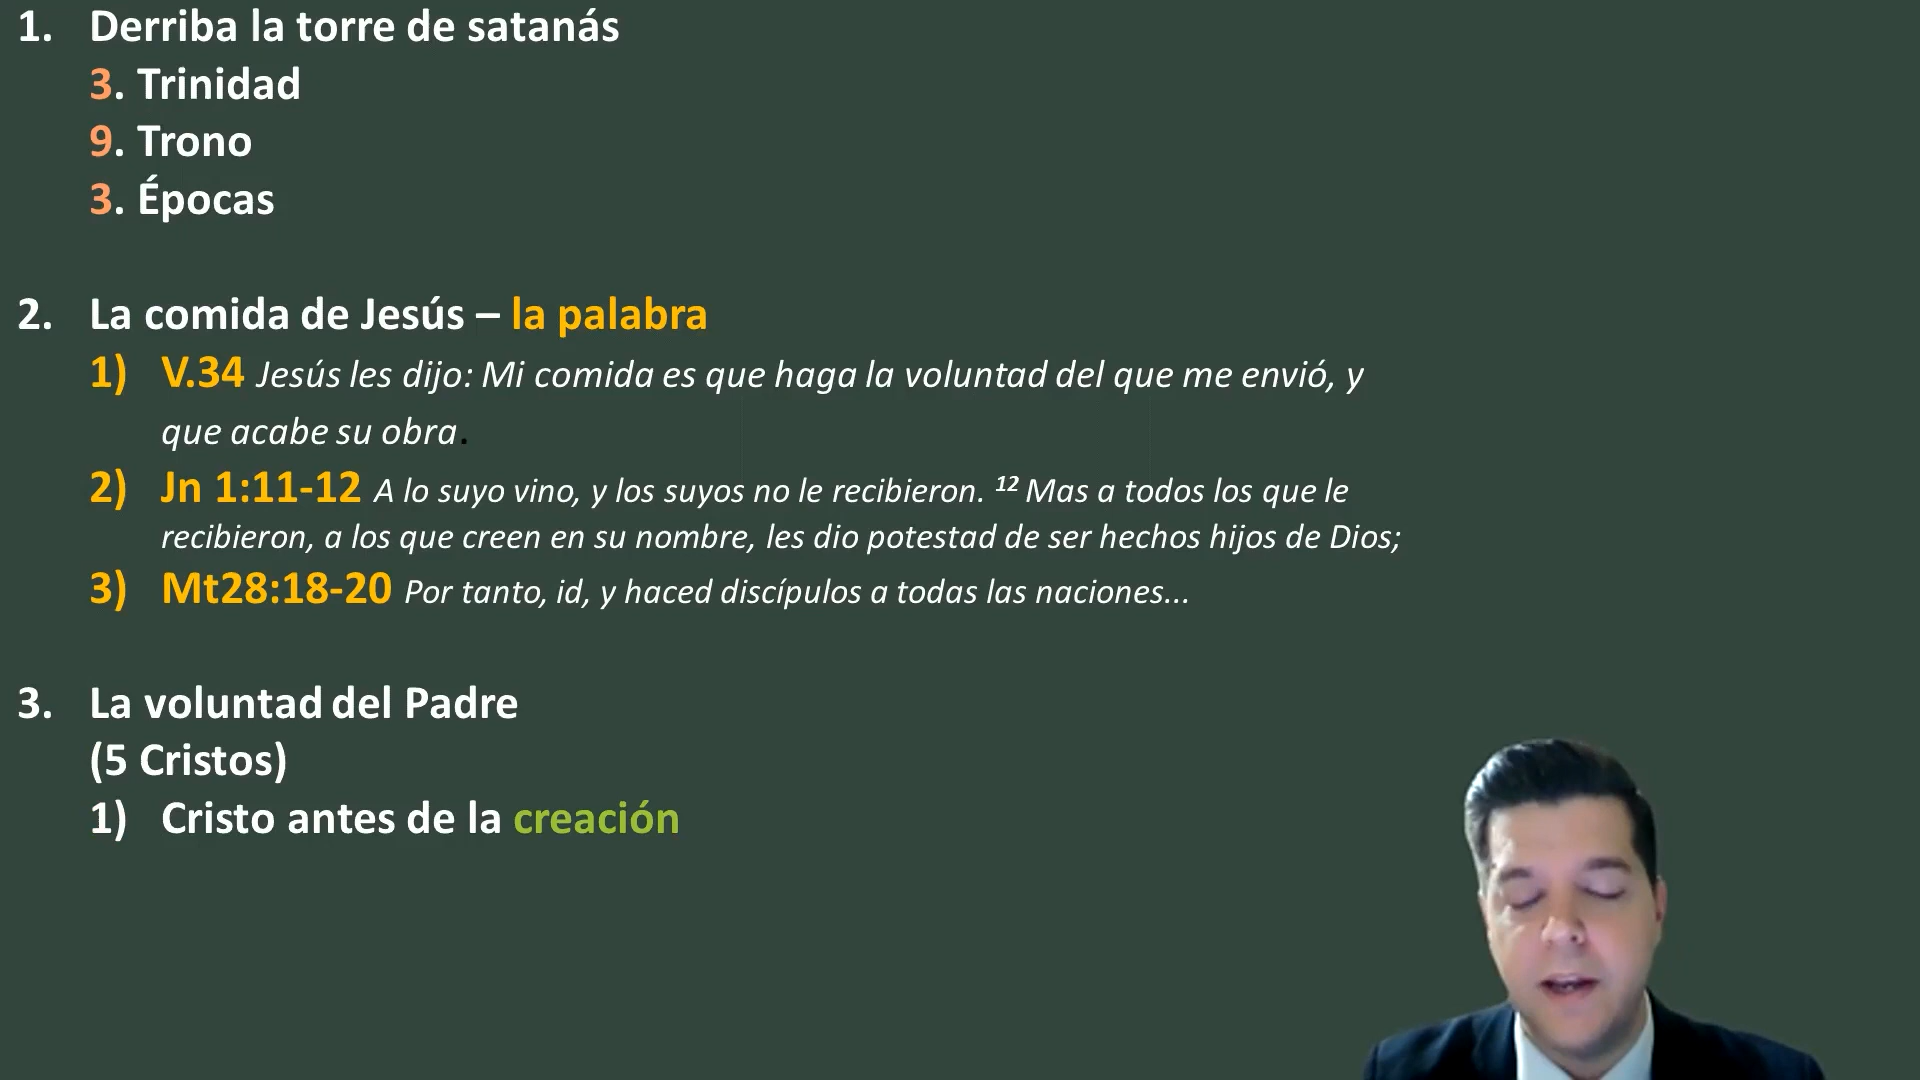 1. Derriba la torre de satanás
3. Trinidad
9. Trono
3. Épocas
2. La comida de Jesús – la palabra
1) V.34 Jesús les dijo: Mi comida es que haga la voluntad del que me envió, y
que acabe su obra.
2) Jn 1:11-12 A lo suyo vino, y los suyos no le recibieron. 12 Mas a todos los que le
recibieron, a los que creen en su nombre, les dio potestad de ser hechos hijos de Dios;
3) Mt28:18-20 Por tanto, id, y haced discípulos a todas las naciones...
3. La voluntad del Padre
(5 Cristos)
1) Cristo antes de la creación